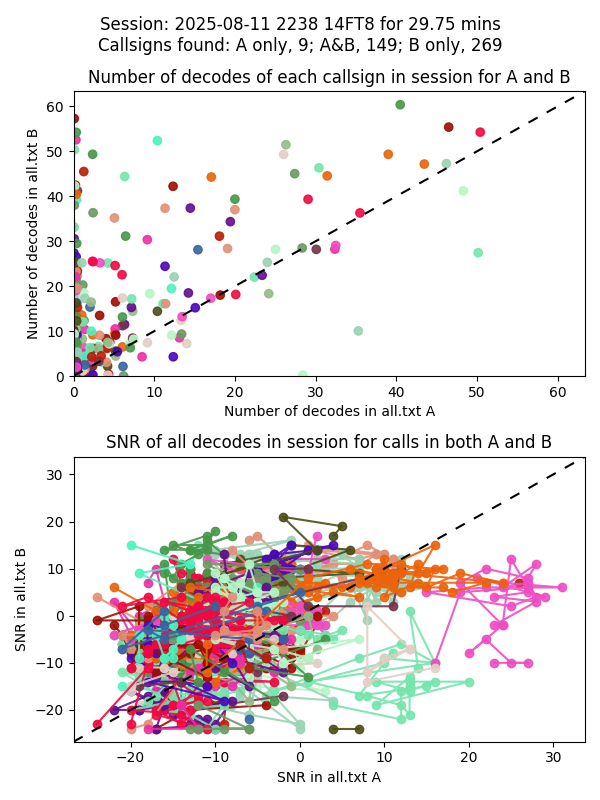 Session: 2025-08-11 2238 14FT8 for 29.75 mins
Callsigns found: A only, 9; A&B, 149; B only, 269
Number of decodes of each callsign in session for A and B
60
50
40
30
20
10
0
Number of decodes in all.txt B
0 10 20 30 40 50 60
Number of decodes in all.txt A
SNR of all decodes in session for calls in both A and B
30
20
10
0
−10
−20
SNR in all.txt B
−20 −10 0 10 20 30
SNR in all.txt A